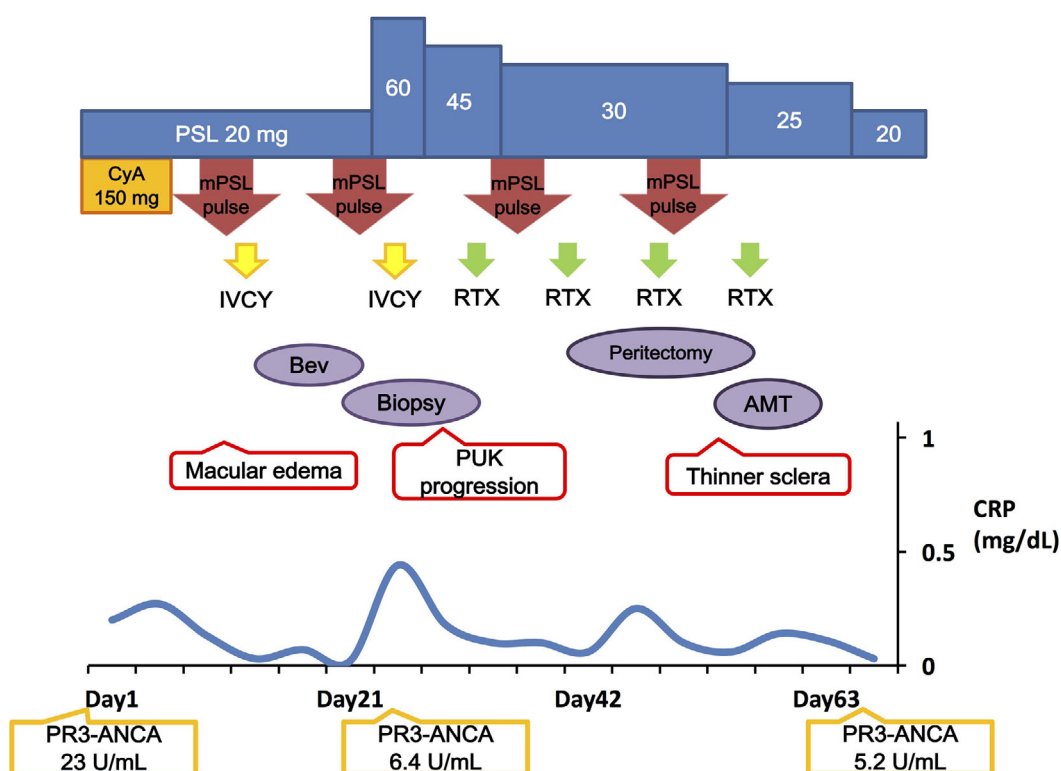 60
45
30
25
20
PSL 20 mg
CyA
150 mg
mPSL
pulse
mPSL
pulse
mPSL
pulse
mPSL
pulse
IVCY
IVCY
RTX
RTX
RTX
RTX
Bev
Peritectomy
Biopsy
AMT
Macular edema
PUK
progression
Thinner sclera
1
CRP
(mg/dL)
0.5
0
Day1
Day21
Day42
Day63
PR3-ANCA
23 U/mL
PR3-ANCA
6.4 U/mL
PR3-ANCA
5.2 U/mL